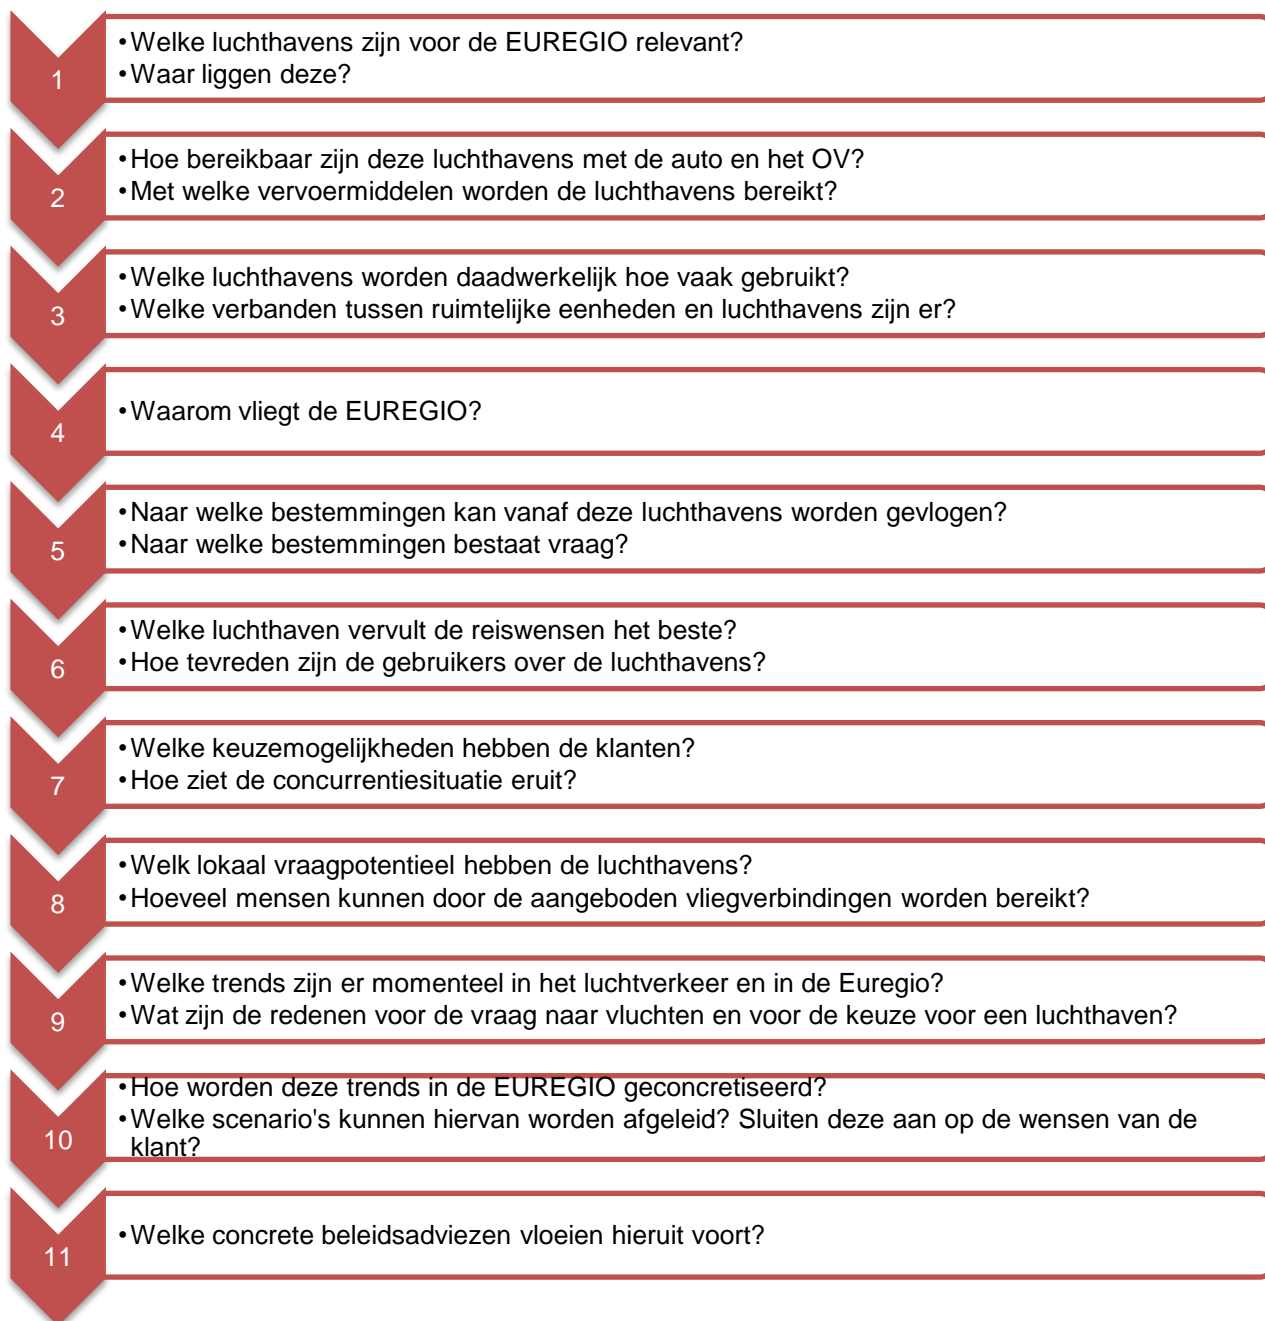 1
•Welke luchthavens zijn voor de EUREGIO relevant?
•Waar liggen deze?
2
•Hoe bereikbaar zijn deze luchthavens met de auto en het OV?
•Met welke vervoermiddelen worden de luchthavens bereikt?
3
•Welke luchthavens worden daadwerkelijk hoe vaak gebruikt?
•Welke verbanden tussen ruimtelijke eenheden en luchthavens zijn er?
4
•Waarom vliegt de EUREGIO?
5
•Naar welke bestemmingen kan vanaf deze luchthavens worden gevlogen?
•Naar welke bestemmingen bestaat vraag?
6
•Welke luchthaven vervult de reiswensen het beste?
•Hoe tevreden zijn de gebruikers over de luchthavens?
7
•Welke keuzemogelijkheden hebben de klanten?
•Hoe ziet de concurrentiesituatie eruit?
8
•Welk lokaal vraagpotentieel hebben de luchthavens?
•Hoeveel mensen kunnen door de aangeboden vliegverbindingen worden bereikt?
9
•Welke trends zijn er momenteel in het luchtverkeer en in de Euregio?
•Wat zijn de redenen voor de vraag naar vluchten en voor de keuze voor een luchthaven?
10
•Hoe worden deze trends in de EUREGIO geconcretiseerd?
•Welke scenario's kunnen hiervan worden afgeleid? Sluiten deze aan op de wensen van de
klant?
11
•Welke concrete beleidsadviezen vloeien hieruit voort?